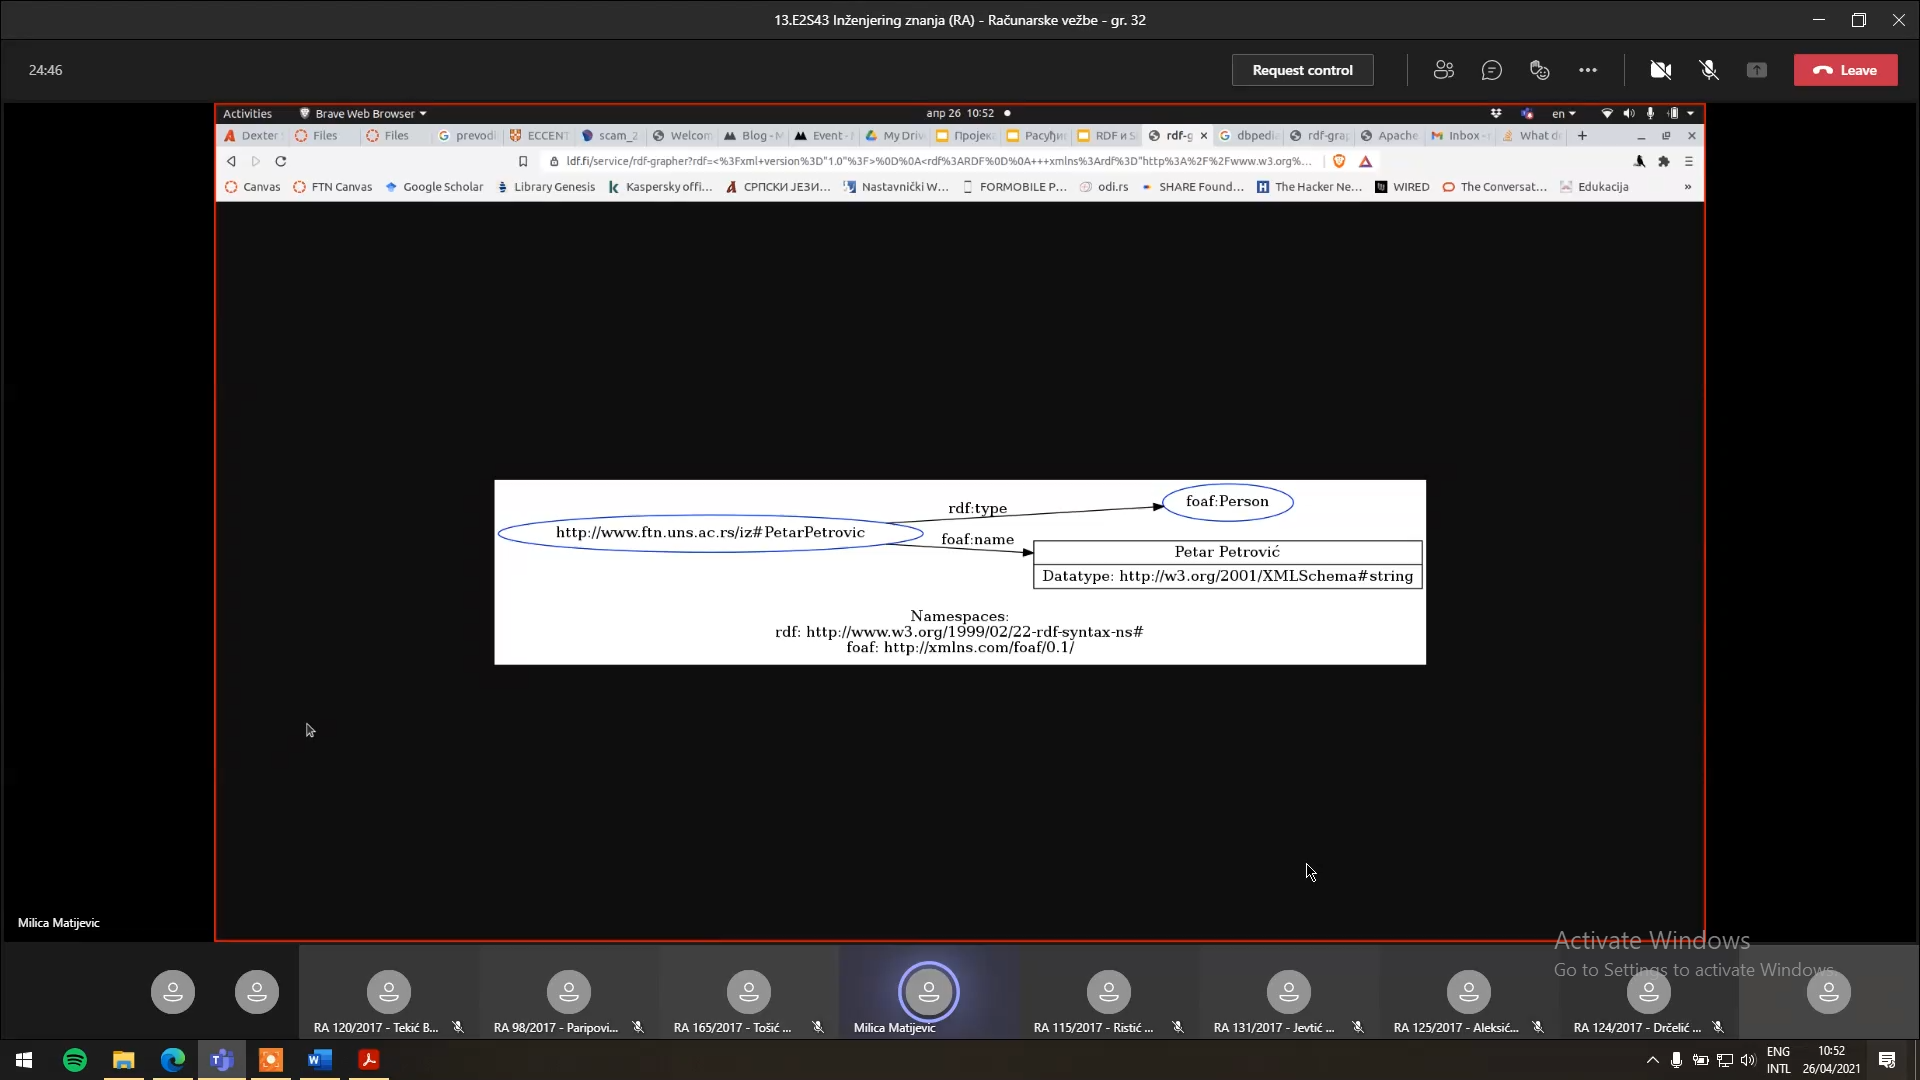 13.E2S43 Inženjering znanja (RA) - Računarske vežbe - gr. 32
24:46
Request control
Leave
Activities
Brave Web Browser
апр 26 10:52
en
Dexter
Files
Files
prevodi
ECCENT
scam_2
Welcom
Blog - M
Event -
My Driv
Пројек
Расуђи
RDF и S
rdf-g
dbpedi
rdf-grap
Apache
Inbox -
What d
ldf.fi/service/rdf-grapher?rdf=<%3Fxml+version%3D"1.0"%3F>%0D%0A<rdf%3ARDF%0D%0A+++xmlns%3Ardf%3D"http%3A%2F%2Fwww.w3.org%...
Canvas
FTN Canvas
Google Scholar
Library Genesis
Kaspersky offi...
СРПСКИ ЈЕЗИ...
Nastavnički W...
FORMOBILE P...
odi.rs
SHARE Found...
The Hacker Ne...
WIRED
The Conversat...
Edukacija
»
rdf:type
foaf:Person
http://www.ftn.uns.ac.rs/iz#PetarPetrovic
foaf:name
Petar Petrović
Datatype: http://w3.org/2001/XMLSchema#string
Namespaces:
rdf: http://www.w3.org/1999/02/22-rdf-syntax-ns#
foaf: http://xmlns.com/foaf/0.1/
Milica Matijevic
Activate Windows
Go to Settings to activate Windows.
RA 120/2017 - Tekić B...
RA 98/2017 - Paripovi...
RA 165/2017 - Tošić ...
Milica Matijevic
RA 115/2017 - Ristić ...
RA 131/2017 - Jevtić ...
RA 125/2017 - Aleksić...
RA 124/2017 - Drčelić ...
ENG
INTL
10:52
26/04/2021